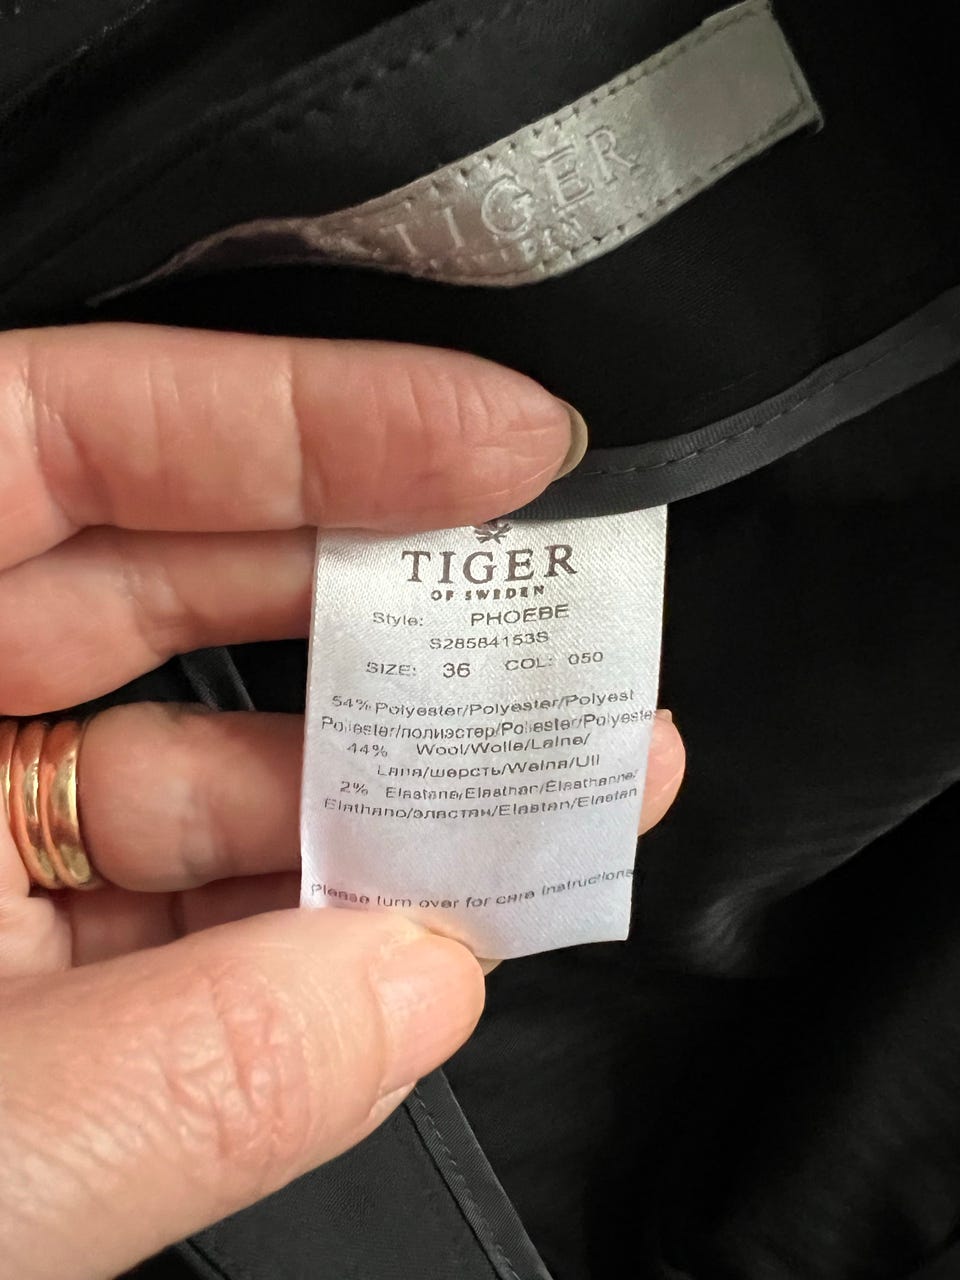 TIGER
TIGER
OF SWEDEN
Style: PHOEBE
S28584153S
SIZE: 36 COL: 050
54% Polyester/Polyester/Polyest
Poliester/полиэстер/Poliester/Polyester
44% Wool/Wolle/Laine/
Lana/шерсть/Welna/Ull
2% Elastane/Elasthan/Elasthanne/
Elathano/эластан/Elastan/Elastan
Please turn over for care instructions